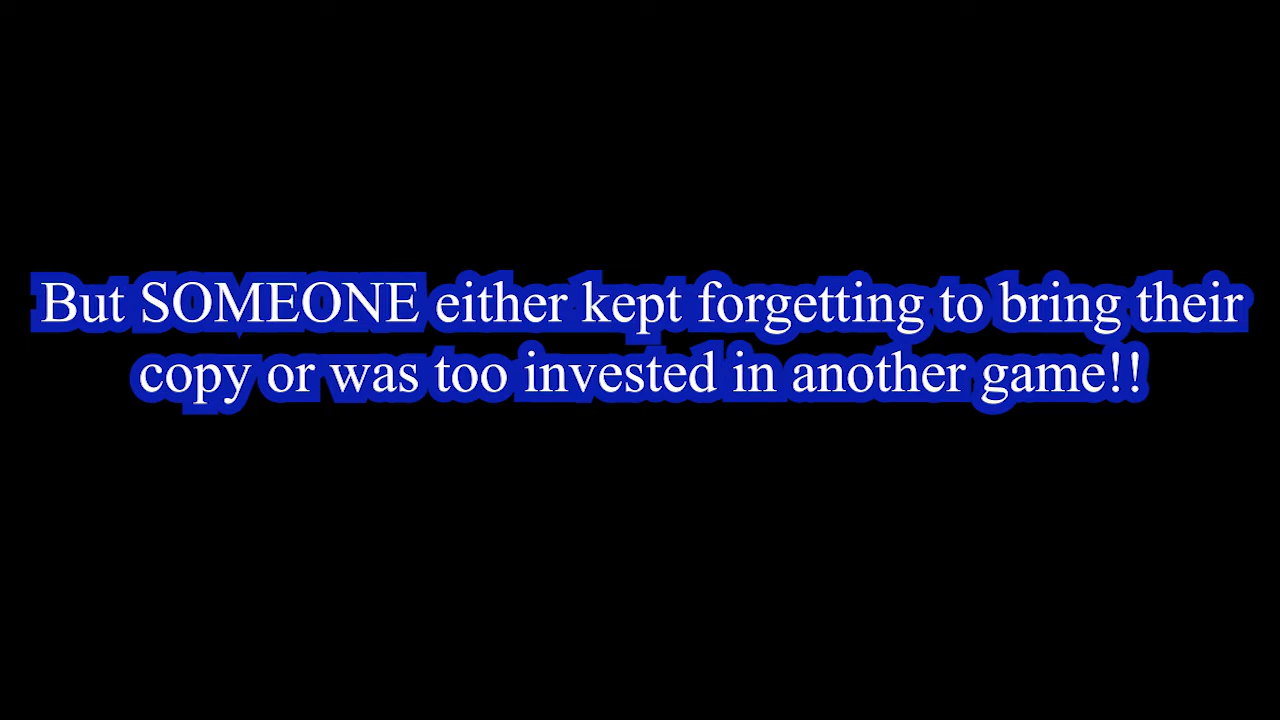 But SOMEONE either kept forgetting to bring their
copy or was too invested in another game!!